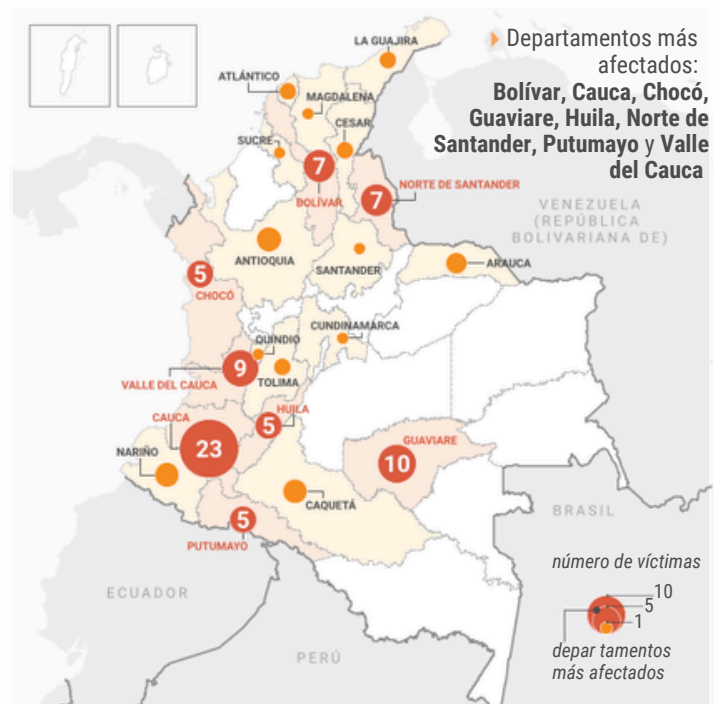 Departamentos más
afectados:
Bolívar, Cauca, Chocó,
Guaviare, Huila, Norte de
Santander, Putumayo y Valle
del Cauca
LA GUAJIRA
ATLÁNTICO
MAGDALENA
CESAR
SUCRE
7
BOLÍVAR
7
NORTE DE SANTANDER
VENEZUELA
(REPÚBLICA
BOLIVARIANA DE)
ANTIOQUIA
SANTANDER
ARAUCA
5
CHOCÓ
QUINDIO
CUNDINAMARCA
9
TOLIMA
VALLE DEL CAUCA
CAUCA
HUILA
5
23
NARIÑO
GUAVIARE
10
CAQUETÁ
5
PUTUMAYO
BRASIL
ECUADOR
PERÚ
número de víctimas
10
5
1
depar tamentos
más afectados